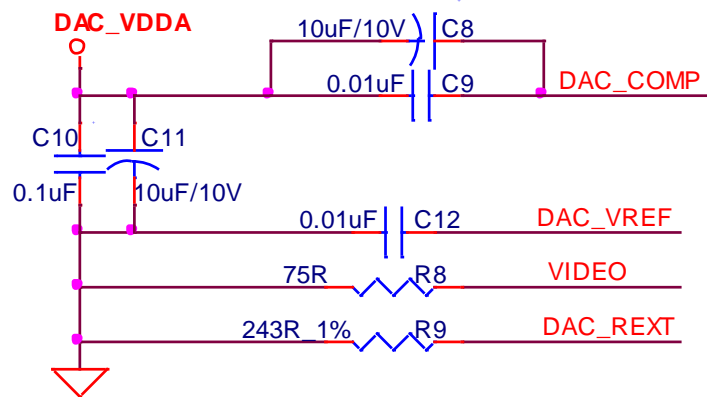 DAC_VDDA
10uF/10V C8
0.01uF C9 DAC_COMP
C10 C11
0.1uF 10uF/10V
0.01uF C12 DAC_VREF
75R R8 VIDEO
243R_1% R9 DAC_REXT